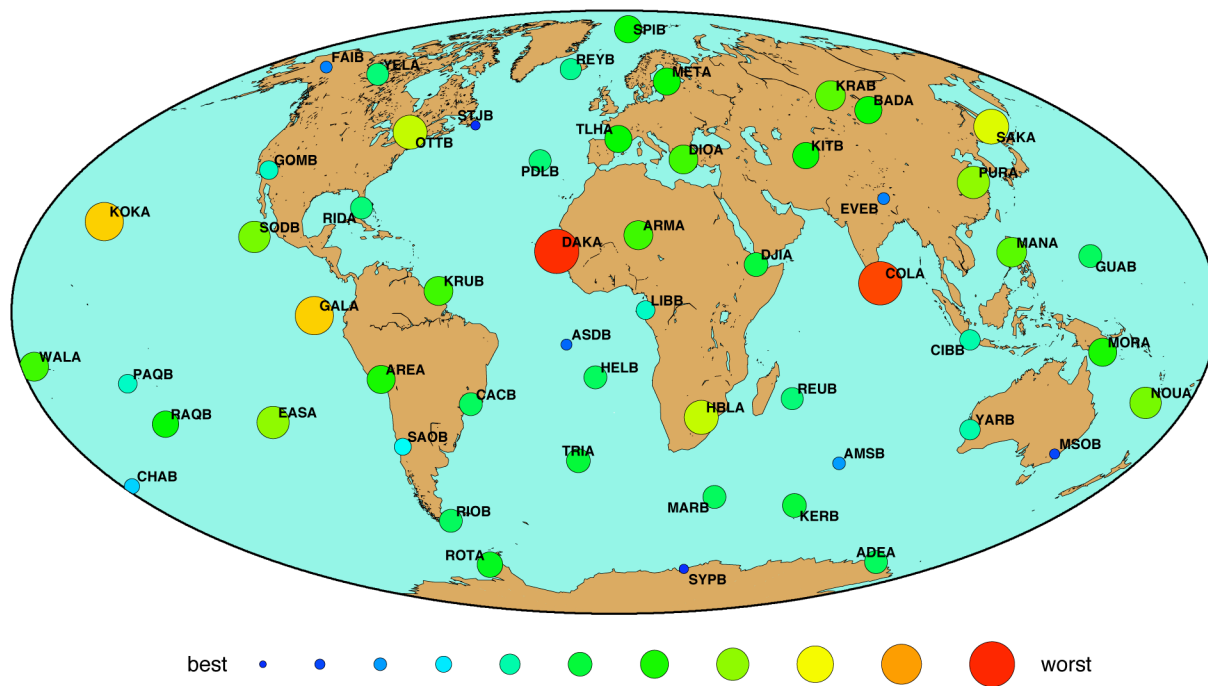 SPIB
FAIB
YELA
REYB
META
KRAB
BADA
STJB
OTTB
TLHA
DIOA
KITB
SAKA
GOMB
PDLB
PURA
EVEB
KOKA
RIDA
SODB
DAKA
ARMA
DJIA
MANA
GUAB
COLA
KRUB
GALA
LIBB
ASDB
CIBB
MORA
WALA
PAQB
AREA
HELB
CACB
REUB
NOUA
RAQB
EASA
HBLA
SAOB
YARB
MSOB
TRIA
AMSB
CHAB
MARB
KERB
RIOB
ROTA
ADEA
SYPB
best worst